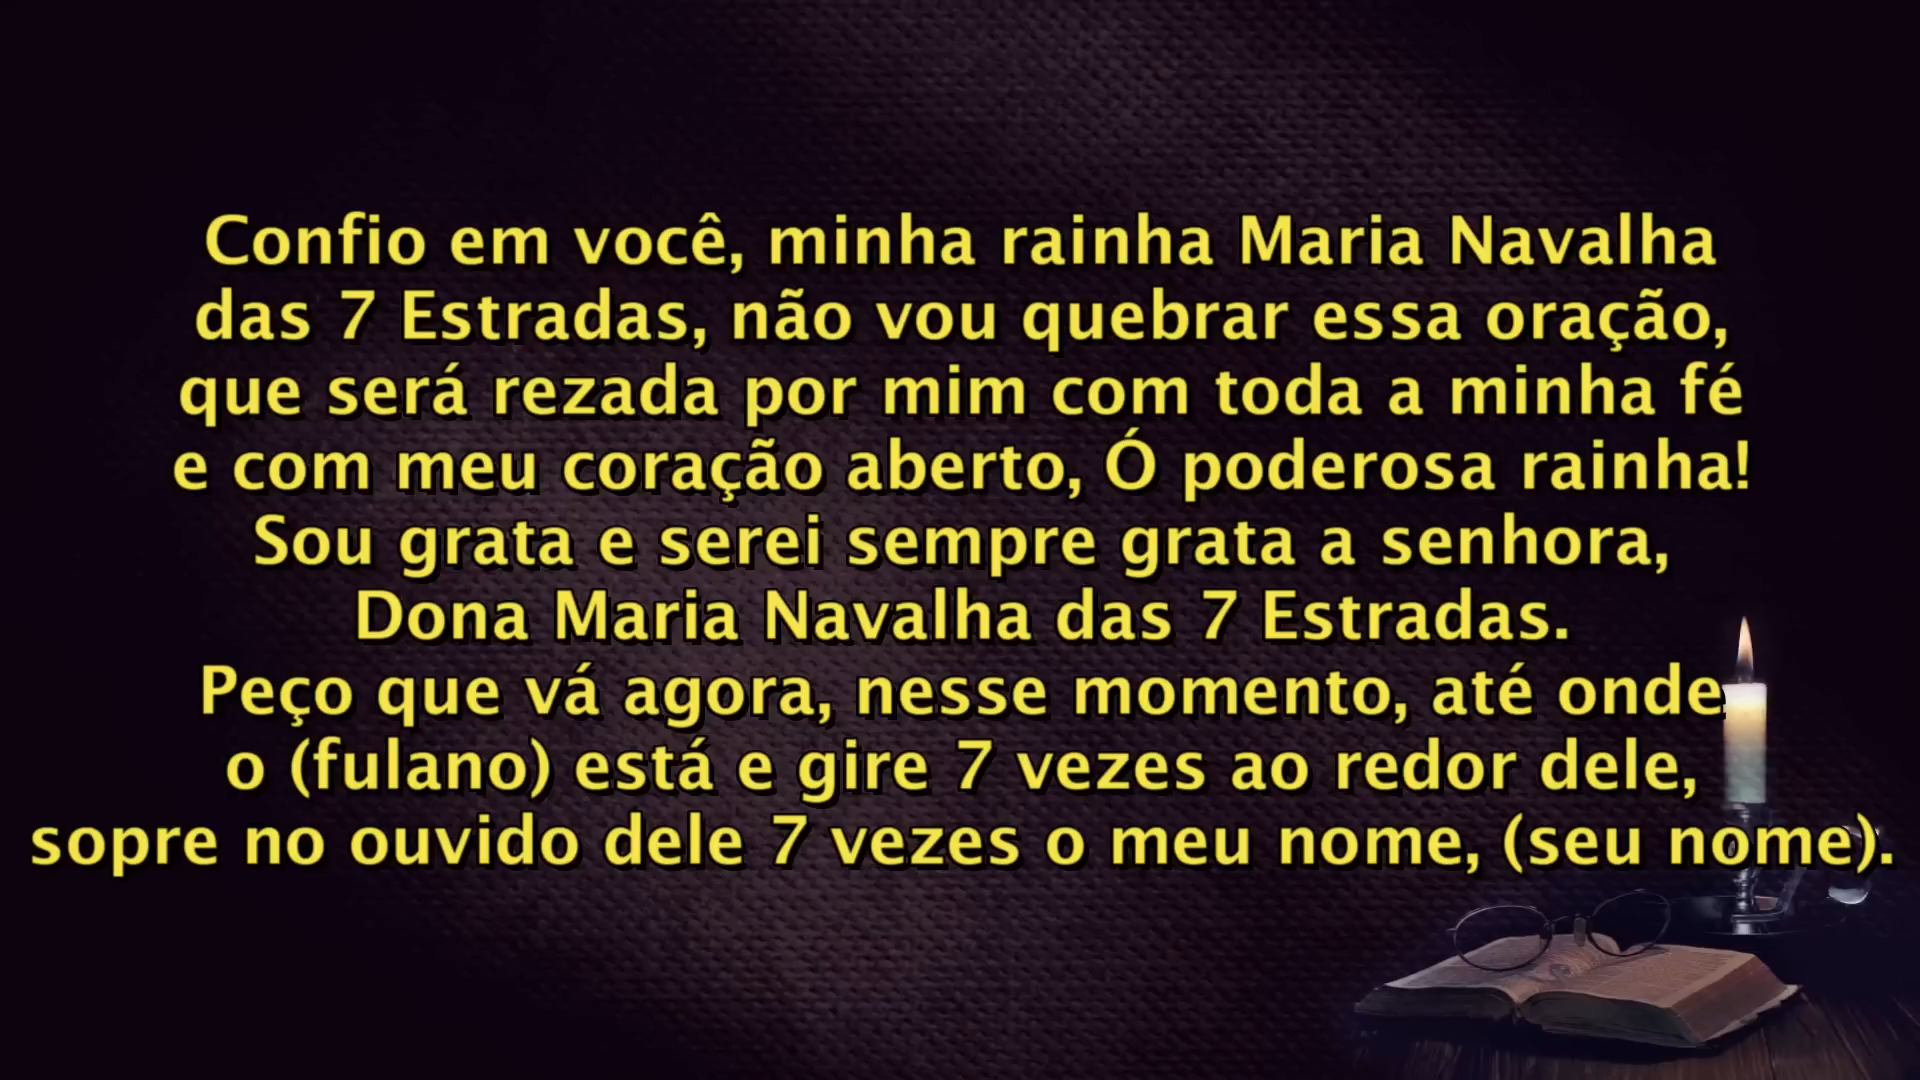 Confio em você, minha rainha Maria Navalha
das 7 Estradas, não vou quebrar essa oração,
que será rezada por mim com toda a minha fé
e com meu coração aberto, Ó poderosa rainha!
Sou grata e serei sempre grata a senhora,
Dona Maria Navalha das 7 Estradas.
Peço que vá agora, nesse momento, até onde
o (fulano) está e gire 7 vezes ao redor dele,
sopre no ouvido dele 7 vezes o meu nome, (seu nome).